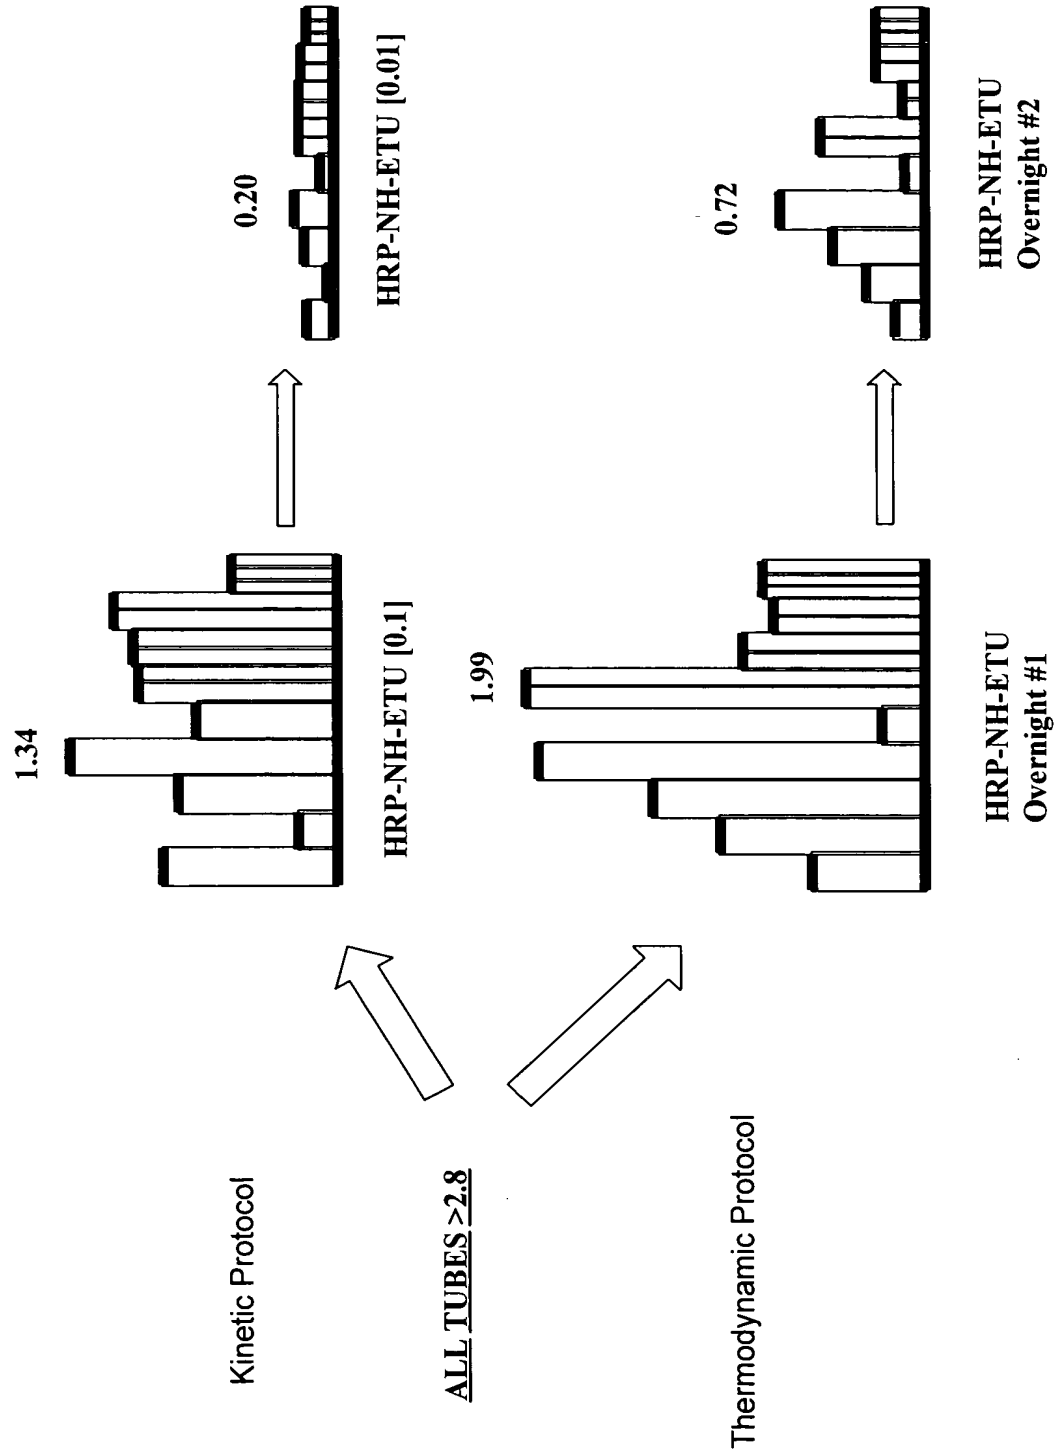 Kinetic Protocol
ALL TUBES >2.8
Thermodynamic Protocol
1.34
HRP-NH-ETU [0.1]
0.20
HRP-NH-ETU [0.01]
1.99
HRP-NH-ETU
Overnight #1
0.72
HRP-NH-ETU
Overnight #2